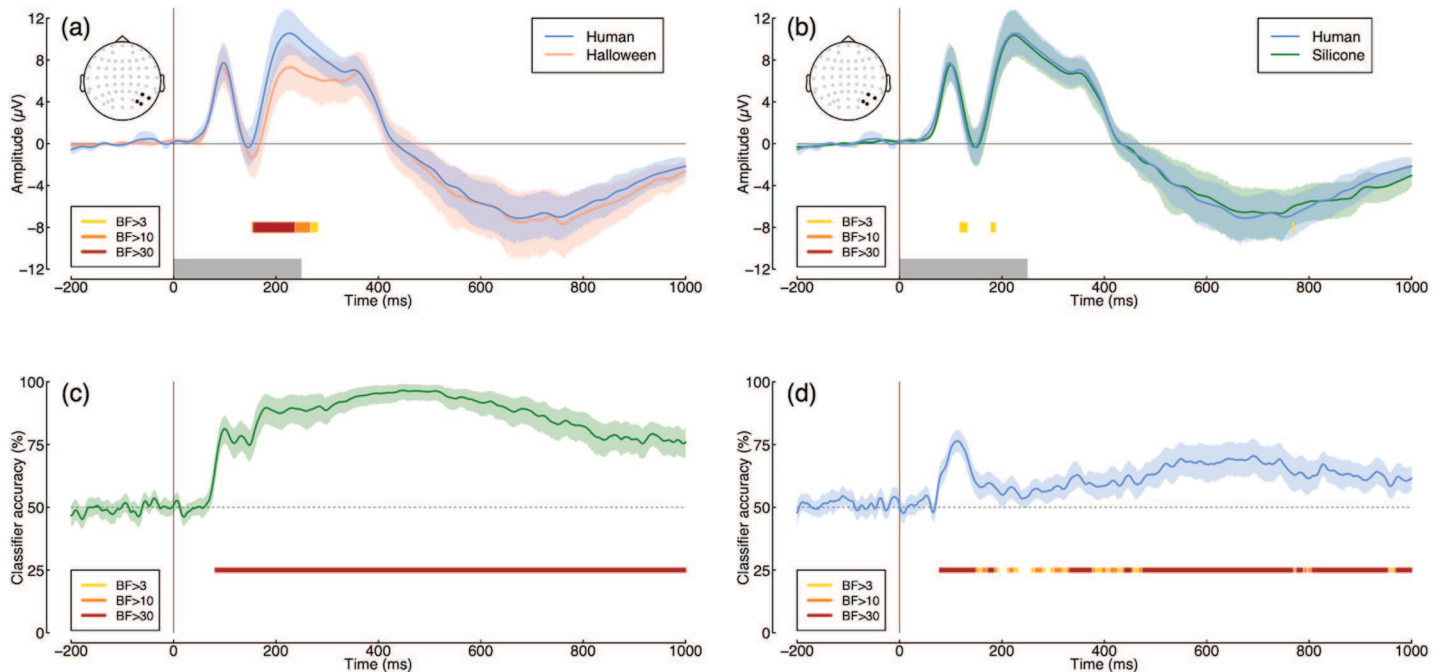 (a)
12
8
4
0
−4
−8
−12
Amplitude (µV)
Human
Halloween
BF>3
BF>10
BF>30
−200
0
200
400
600
800
1000
Time (ms)
(b)
12
8
4
0
−4
−8
−12
Amplitude (µV)
Human
Silicone
BF>3
BF>10
BF>30
−200
0
200
400
600
800
1000
Time (ms)
(c)
100
75
50
25
0
Classifier accuracy (%)
BF>3
BF>10
BF>30
−200
0
200
400
600
800
1000
Time (ms)
(d)
100
75
50
25
0
Classifier accuracy (%)
BF>3
BF>10
BF>30
−200
0
200
400
600
800
1000
Time (ms)